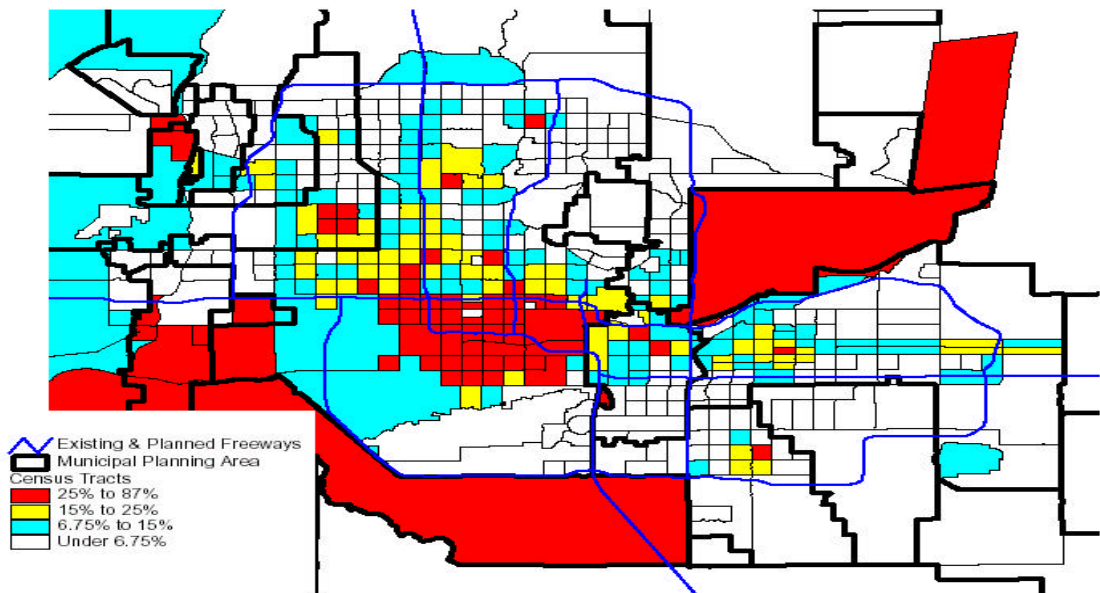 Existing & Planned Freeways
Municipal Planning Area
Census Tracts
25% to 87%
15% to 25%
6.75% to 15%
Under 6.75%